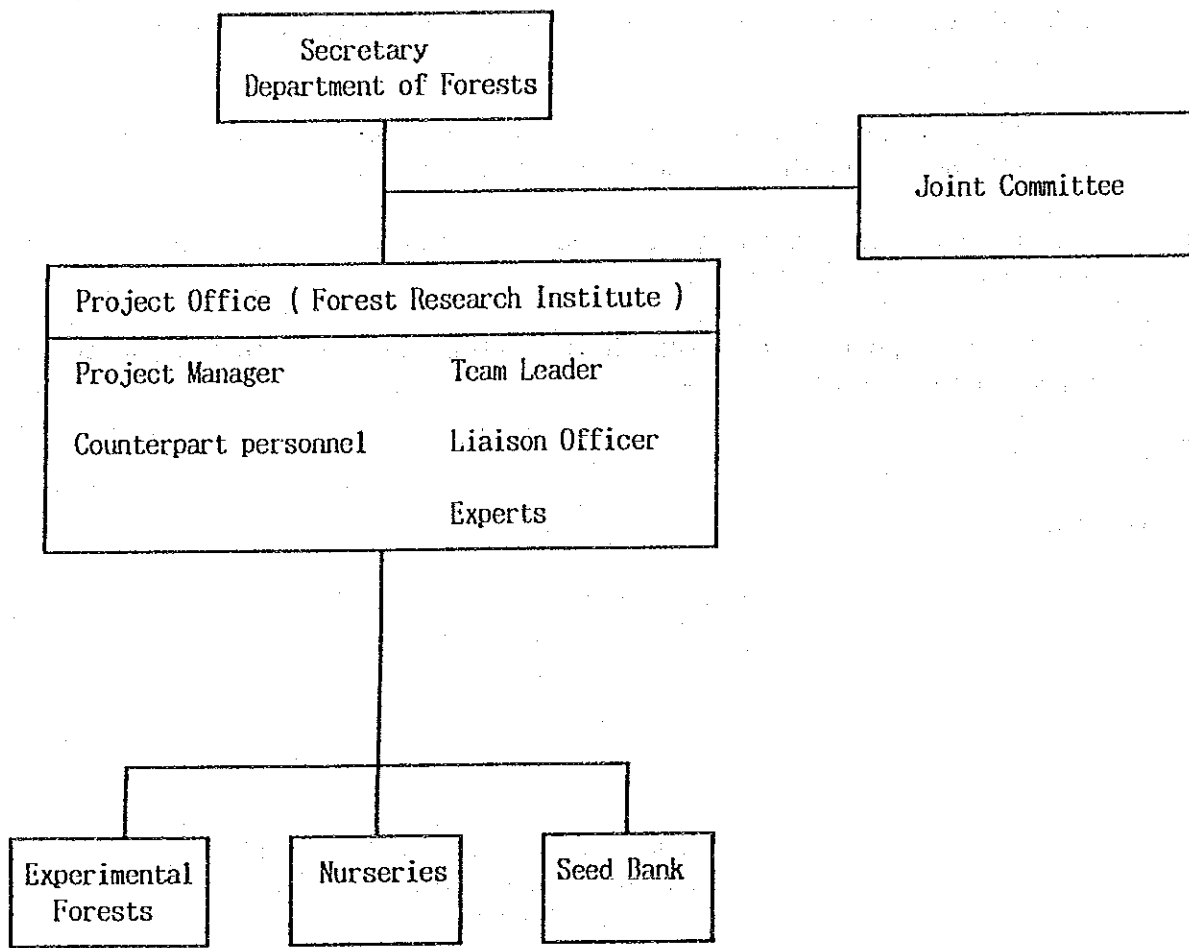 Secretary
Department of Forests
Joint Committee
Project Office ( Forest Research Institute )
Project Manager
Team Leader
Counterpart personnel
Liaison Officer
Experts
Experimental
Forests
Nurseries
Seed Bank